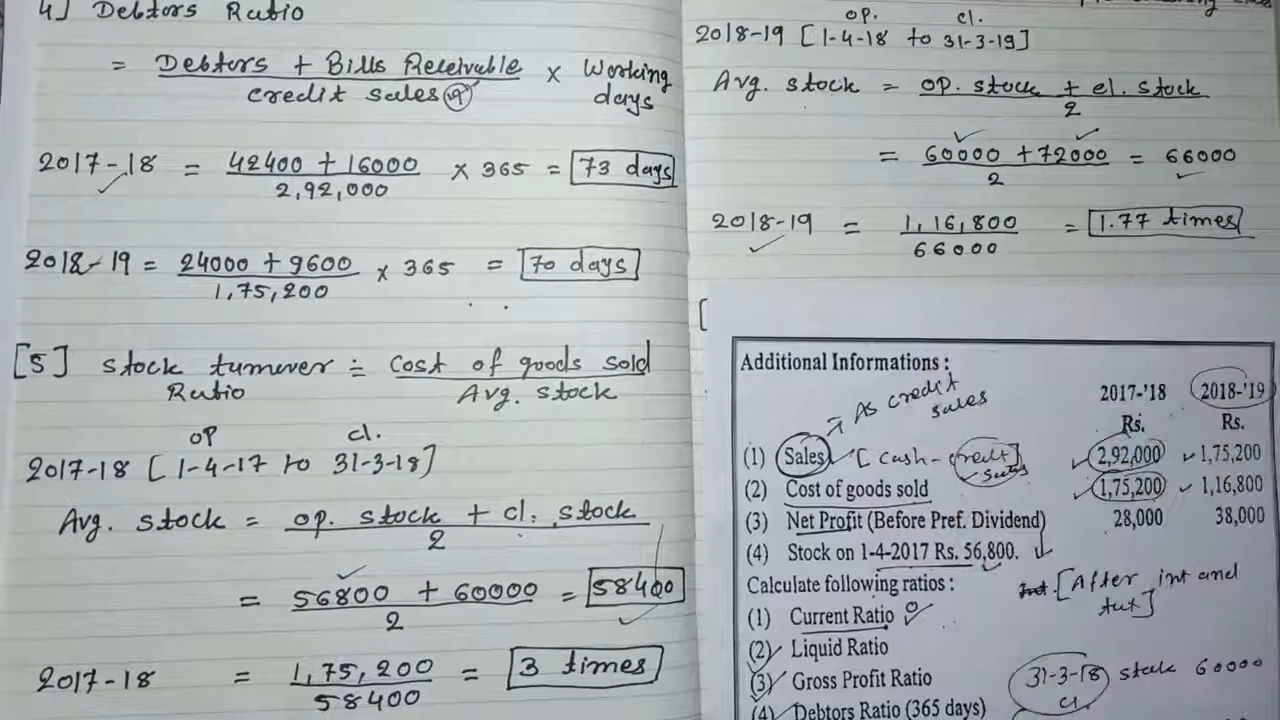 4] Debtors Ratio
= Debtors + Bills Receivable × Working
credit sales days
2017-18 = 42400 + 16000 × 365 = 73 days
2,92,000
2018-19 = 24000 + 9600 × 365 = 70 days
1,75,200
[5] stock turnover = Cost of goods sold
Ratio Avg. stock
op cl.
2017-18 [1-4-17 to 31-3-18]
Avg. stock = op. stock + cl. stock
2
= 56800 + 60000 = 58400
2
2017-18 = 1,75,200 = 3 times
58400
op. cl.
2018-19 [1-4-18 to 31-3-19]
Avg. stock = op. stock + cl. stock
2
= 60000 + 72000 = 66000
2
2018-19 = 1,16,800 = 1.77 times
66000
[
Additional Informations :
As credit
sales
2017-'18 2018-'19
Rs. Rs.
(1) Sales [cash - credit] 2,92,000 1,75,200
sales
(2) Cost of goods sold 1,75,200 1,16,800
(3) Net Profit (Before Pref. Dividend) 28,000 38,000
(4) Stock on 1-4-2017 Rs. 56,800.
Calculate following ratios :
[After int and
tax]
(1) Current Ratio
(2) Liquid Ratio
(3) Gross Profit Ratio
31-3-18 stock 60000
cl.
(4) Debtors Ratio (365 days)